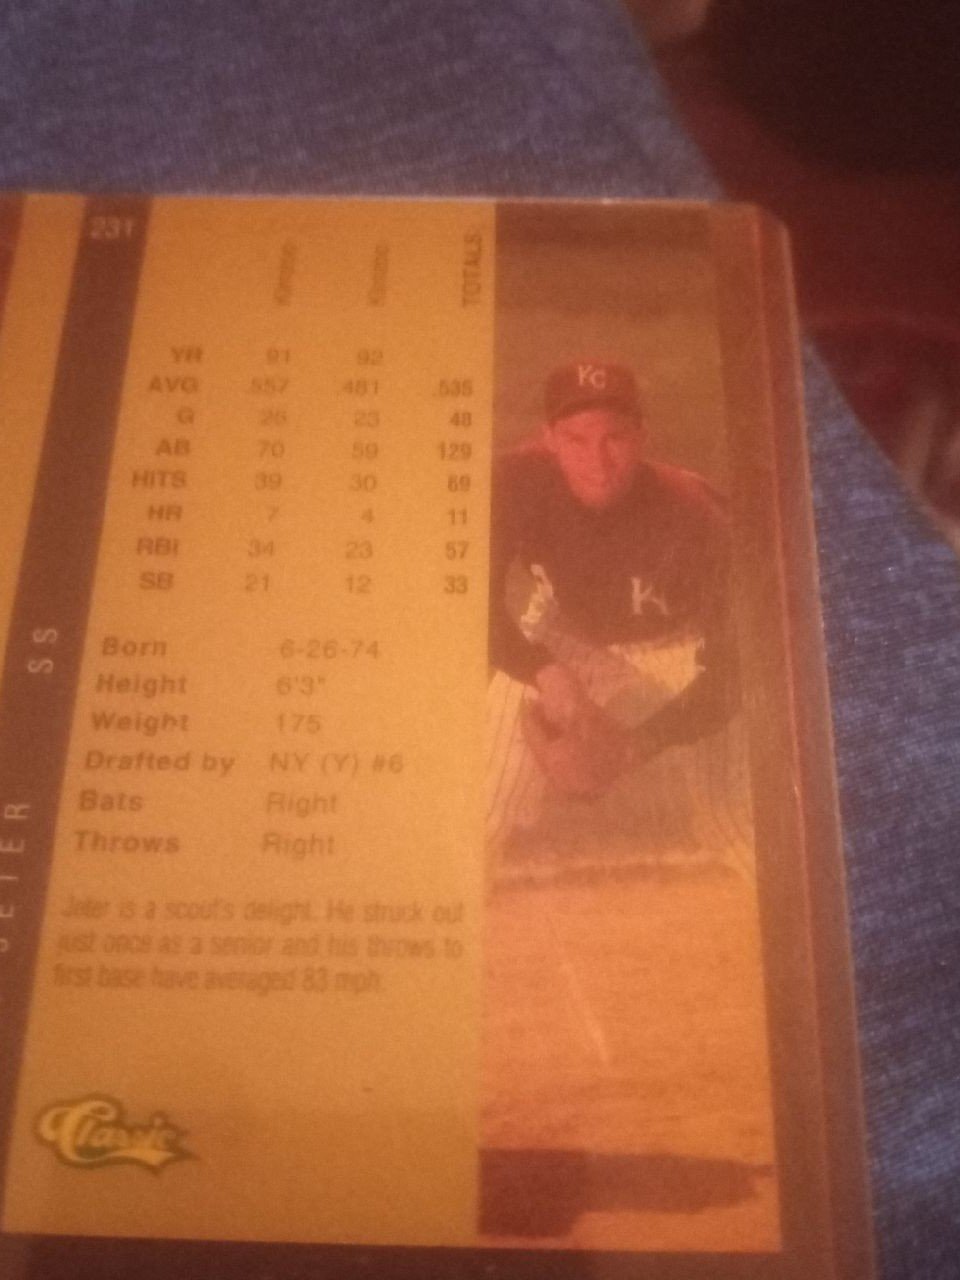 231
TOTALS:
YR 91 92
AVG .557 .481 .535
G 25 23 48
AB 70 59 129
HITS 39 30 69
HR 7 4 11
RBI 34 23 57
SB 21 12 33
Born 6-26-74
Height 6'3"
Weight 175
Drafted by NY (Y) #6
Bats Right
Throws Right
Jeter is a scout's delight. He struck out
just once as a senior and his throws to
first base have averaged 83 mph.
Classic
JETER SS
KC
K